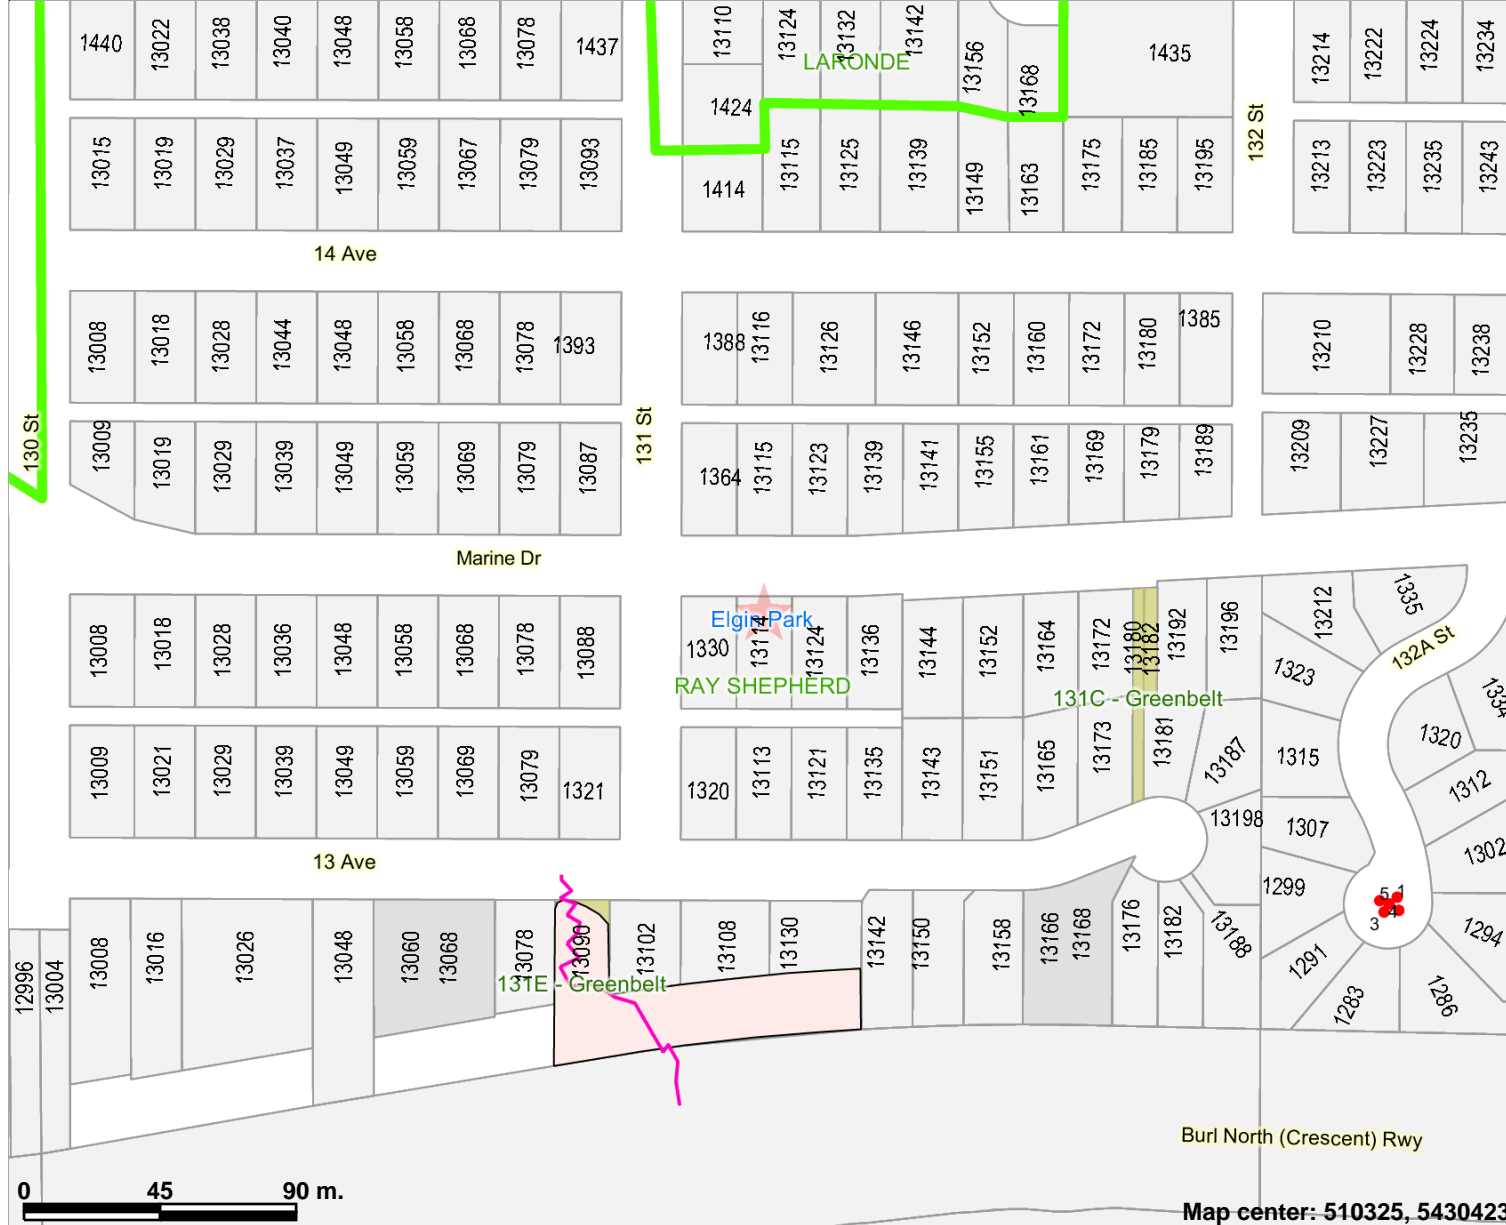 1440 13022 13038 13040 13048 13058 13068 13078 1437 13110 13124 13132 13142 13156 13168 1435 13214 13222 13224 13234
LARONDE
1424
132 St
13015 13019 13029 13037 13049 13059 13067 13079 13093 1414 13115 13125 13139 13149 13163 13175 13185 13195 13213 13223 13235 13243
14 Ave
13008 13018 13028 13044 13048 13058 13068 13078 1393 1388 13116 13126 13146 13152 13160 13172 13180 1385 13210 13228 13238
130 St
131 St
13009 13019 13029 13039 13049 13059 13069 13079 13087 1364 13115 13123 13139 13141 13155 13161 13169 13179 13189 13209 13227 13235
Marine Dr
Elgin Park
13008 13018 13028 13036 13048 13058 13068 13078 13088 1330 13114 13124 13136 13144 13152 13164 13172 13180 13182 13192 13196 13212 1335
132A St
RAY SHEPHERD
131C - Greenbelt
1323
13009 13021 13029 13039 13049 13059 13069 13079 1321 1320 13113 13121 13135 13143 13151 13165 13173 13181 13187 1315 1320 1334
1312
13198 1307 1302
13 Ave
1299 5 1 4 3
13008 13016 13026 13048 13060 13068 13078 13090 13102 13108 13130 13142 13150 13158 13166 13168 13176 13182 13188 1291 1294
12996 13004
131E - Greenbelt
1283 1286
Burl North (Crescent) Rwy
0 45 90 m.
Map center: 510325, 5430423